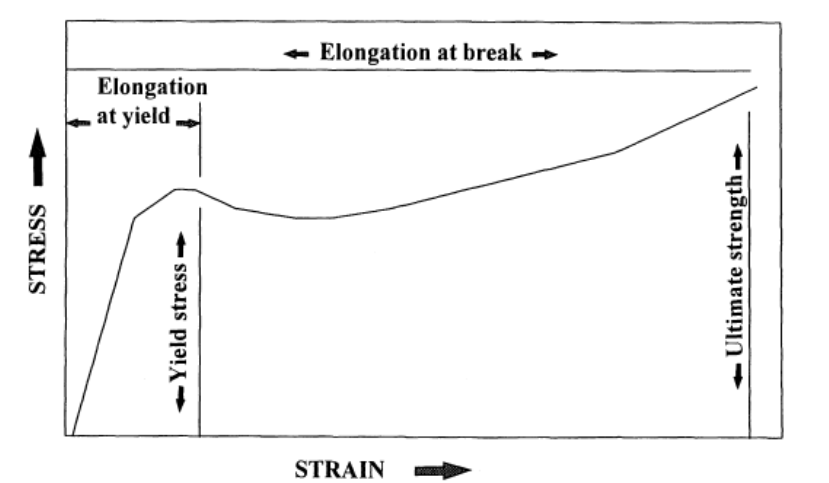 Elongation at break
Elongation
at yield
STRESS
Yield stress
Ultimate strength
STRAIN